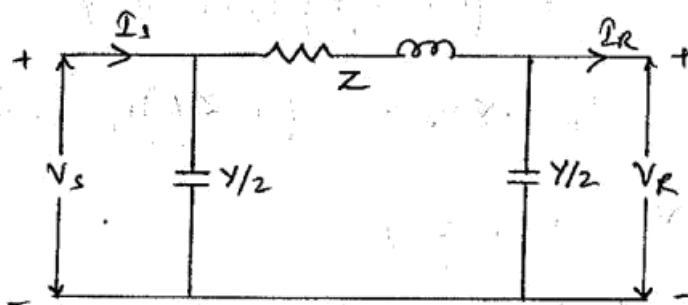 I_s I_R
+ +
Z
V_s Y/2 Y/2 V_R
- -